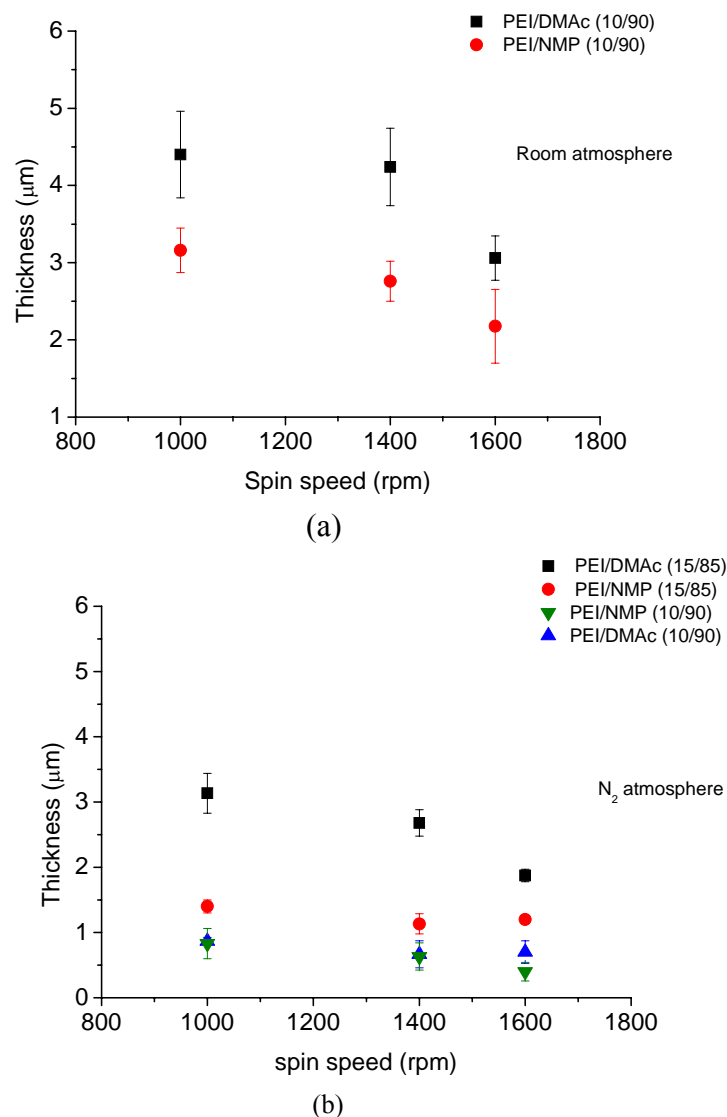 PEI/DMAc (10/90)
PEI/NMP (10/90)
Room atmosphere
Thickness (μm)
6
5
4
3
2
1
800 1000 1200 1400 1600 1800
Spin speed (rpm)
(a)
PEI/DMAc (15/85)
PEI/NMP (15/85)
PEI/NMP (10/90)
PEI/DMAc (10/90)
N2 atmosphere
Thickness (μm)
6
5
4
3
2
1
0
800 1000 1200 1400 1600 1800
spin speed (rpm)
(b)